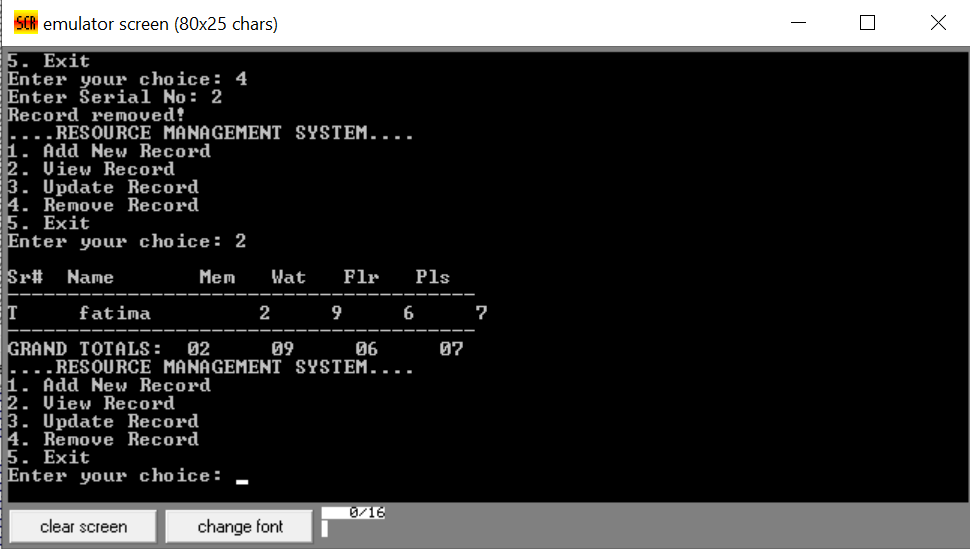 SCR emulator screen (80x25 chars)
5. Exit
Enter your choice: 4
Enter Serial No: 2
Record removed!
....RESOURCE MANAGEMENT SYSTEM....
1. Add New Record
2. View Record
3. Update Record
4. Remove Record
5. Exit
Enter your choice: 2
Sr#  Name       Mem   Wat   Flr   Pls
---------------------------------------
T     fatima         2     9     6     7
---------------------------------------
GRAND TOTALS:  02     09     06     07
....RESOURCE MANAGEMENT SYSTEM....
1. Add New Record
2. View Record
3. Update Record
4. Remove Record
5. Exit
Enter your choice: _
clear screen change font 0/16